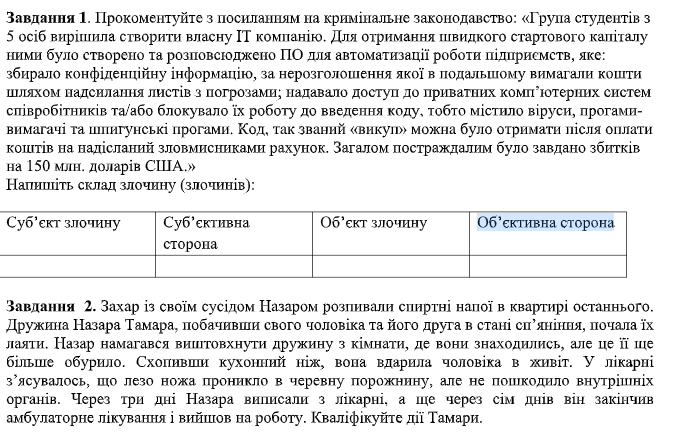 Завдання 1. Прокоментуйте з посиланням на кримінальне законодавство: «Група студентів з
5 осіб вирішила створити власну ІТ компанію. Для отримання швидкого стартового капіталу
ними було створено та розповсюджено ПО для автоматизації роботи підприємств, яке:
збирало конфіденційну інформацію, за нерозголошення якої в подальшому вимагали кошти
шляхом надсилання листів з погрозами; надавало доступ до приватних комп’ютерних систем
співробітників та/або блокувало їх роботу до введення коду, тобто містило віруси, прогами-
вимагачі та шпигунські прогами. Код, так званий «викуп» можна було отримати після оплати
коштів на надісланий зловмисниками рахунок. Загалом постраждалим було завдано збитків
на 150 млн. доларів США.»
Напишіть склад злочину (злочинів):
Суб’єкт злочину Суб’єктивна сторона Об’єкт злочину Об’єктивна сторона
Завдання 2. Захар із своїм сусідом Назаром розпивали спиртні напої в квартирі останнього.
Дружина Назара Тамара, побачивши свого чоловіка та його друга в стані сп’яніння, почала їх
лаяти. Назар намагався виштовхнути дружину з кімнати, де вони знаходились, але це її ще
більше обурило. Схопивши кухонний ніж, вона вдарила чоловіка в живіт. У лікарні
з’ясувалось, що лезо ножа проникло в черевну порожнину, але не пошкодило внутрішніх
органів. Через три дні Назара виписали з лікарні, а ще через сім днів він закінчив
амбулаторне лікування і вийшов на роботу. Кваліфікуйте дії Тамари.